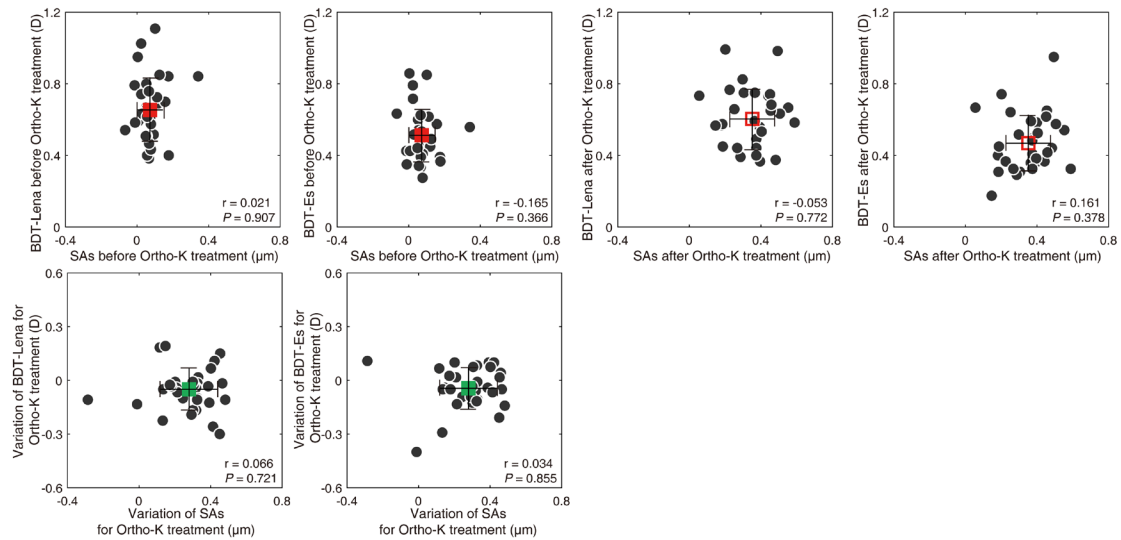 BDT-Lena before Ortho-K treatment (D)
1.2
0.8
0.4
0
r = 0.021
P = 0.907
-0.4
0
0.4
0.8
SAs before Ortho-K treatment (μm)
BDT-Es before Ortho-K treatment (D)
1.2
0.8
0.4
0
r = -0.165
P = 0.366
-0.4
0
0.4
0.8
SAs before Ortho-K treatment (μm)
BDT-Lena after Ortho-K treatment (D)
1.2
0.8
0.4
0
r = -0.053
P = 0.772
-0.4
0
0.4
0.8
SAs after Ortho-K treatment (μm)
BDT-Es after Ortho-K treatment (D)
1.2
0.8
0.4
0
r = 0.161
P = 0.378
-0.4
0
0.4
0.8
SAs after Ortho-K treatment (μm)
Variation of BDT-Lena for
Ortho-K treatment (D)
0.6
0.3
0
-0.3
-0.6
r = 0.066
P = 0.721
-0.4
0
0.4
0.8
Variation of SAs
for Ortho-K treatment (μm)
Variation of BDT-Es for
Ortho-K treatment (D)
0.6
0.3
0
-0.3
-0.6
r = 0.034
P = 0.855
-0.4
0
0.4
0.8
Variation of SAs
for Ortho-K treatment (μm)